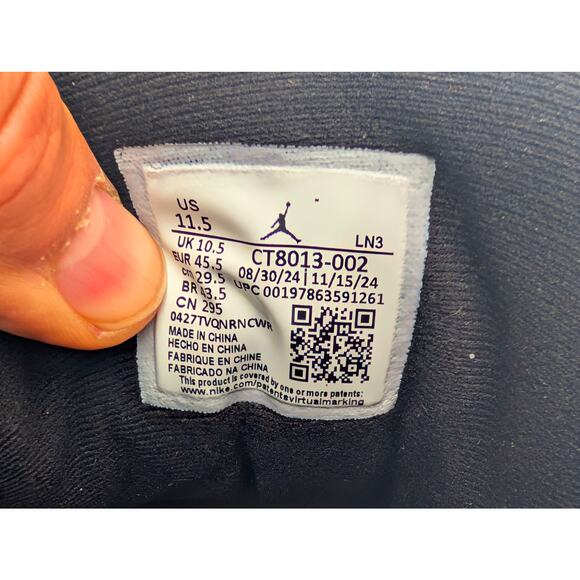 US
11.5
LN3
UK 10.5
CT8013-002
EUR 45.5
08/30/24 | 11/15/24
cm 29.5
UPC 00197863591261
BR 43.5
CN 295
0427TVQNRNCWR
MADE IN CHINA
HECHO EN CHINA
FABRIQUE EN CHINE
FABRICADO NA CHINA
This product is covered by one or more patents:
www.nike.com/patentsvirtualmarking